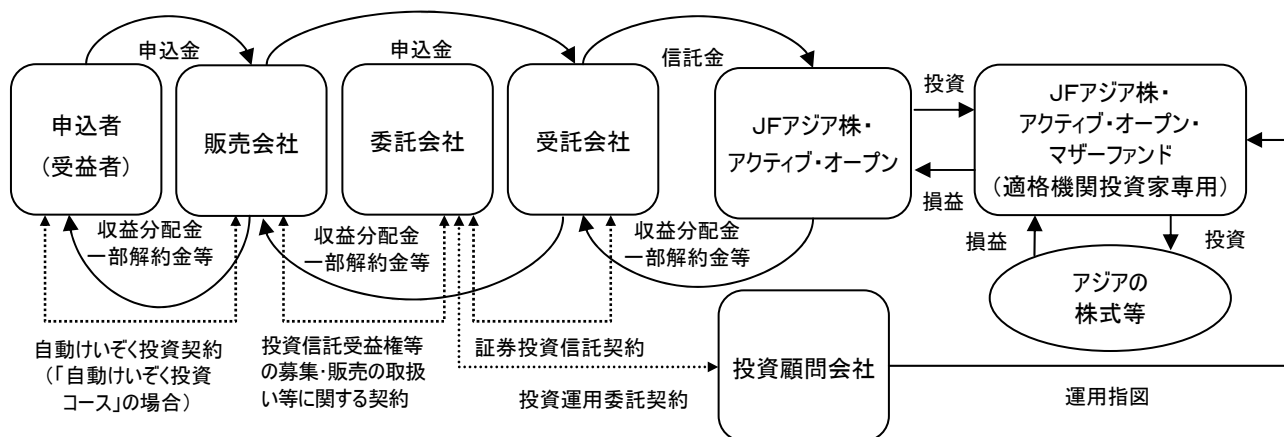 申込金
申込金
信託金
申込者
(受益者)
販売会社
委託会社
受託会社
JFアジア株・
アクティブ・オープン
投資
損益
JFアジア株・
アクティブ・オープン・
マザーファンド
(適格機関投資家専用)
収益分配金
一部解約金等
収益分配金
一部解約金等
収益分配金
一部解約金等
損益
投資
アジアの
株式等
自動けいぞく投資契約
(「自動けいぞく投資
コース」の場合)
投資信託受益権等
の募集・販売の取扱
い等に関する契約
証券投資信託契約
投資運用委託契約
投資顧問会社
運用指図